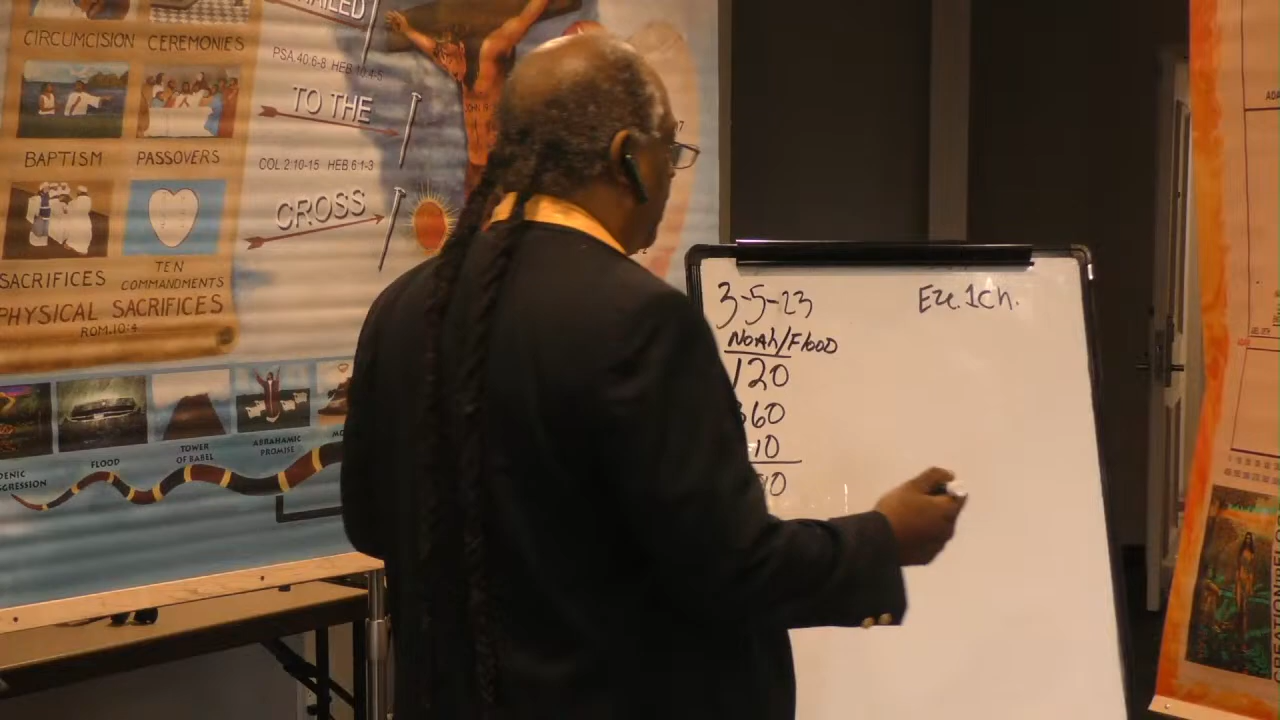 CIRCUMCISION CEREMONIES
BAPTISM PASSOVERS
SACRIFICES
TEN
COMMANDMENTS
PHYSICAL SACRIFICES
ROM.10:4
PSA.40:6-8 HEB 10:4-5
TO THE
COL.2:10-15 HEB 6:1-3
CROSS
FLOOD
TOWER
OF BABEL
ABRAHAMIC
PROMISE
3-5-23
Eze.1Ch.
NOAh/FlOOD
120